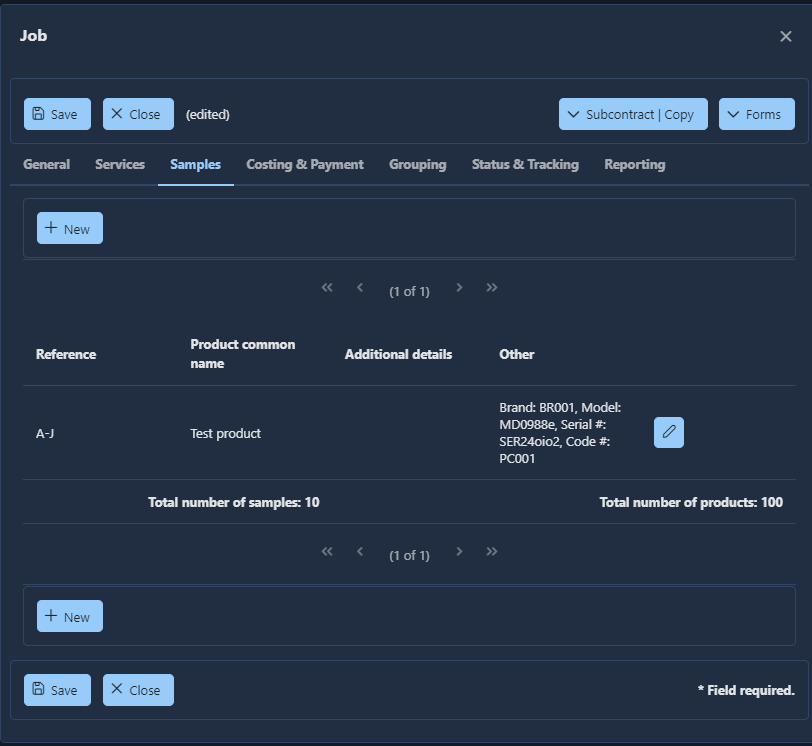 Job
Save
Close
(edited)
Subcontract | Copy
Forms
General
Services
Samples
Costing & Payment
Grouping
Status & Tracking
Reporting
New
(1 of 1)
Reference
Product common
name
Additional details
Other
A-J
Test product
Brand: BR001, Model:
MD0988e, Serial #:
SER24oio2, Code #:
PC001
Total number of samples: 10
Total number of products: 100
(1 of 1)
New
Save
Close
* Field required.